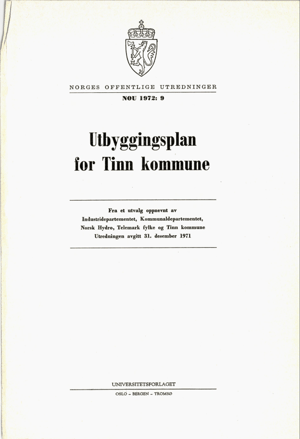 NORGES OFFENTLIGE UTREDNINGER
NOU 1972: 9
Utbyggingsplan
for Tinn kommune
Fra et utvalg oppnevnt av
Industridepartementet, Kommunaldepartementet,
Norsk Hydro, Telemark fylke og Tinn kommune
Utredningen avgitt 31. desember 1971
UNIVERSITETSFORLAGET
OSLO – BERGEN – TROMSØ